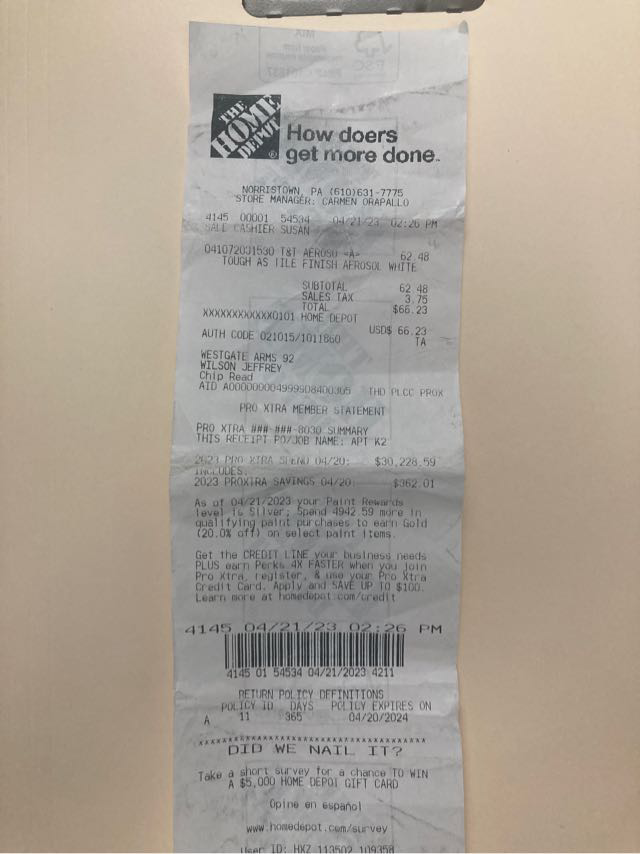 THE
HOME
DEPOT
How doers
get more done.
NORRISTOWN, PA (610)631-7775
STORE MANAGER: CARMEN ORAPALLO
4145 00001 54534 04/21/23 02:26 PM
SALE CASHIER SUSAN
041072031530 T&T AEROSO <A> 62.48
TOUGH AS TILE FINISH AEROSOL WHITE
SUBTOTAL 62.48
SALES TAX 3.75
TOTAL $66.23
XXXXXXXXXXXX0101 HOME DEPOT
USD$ 66.23
AUTH CODE 021015/1011860 TA
WESTGATE ARMS 92
WILSON JEFFREY
Chip Read
AID A0000000049999D8400305 THD PLCC PROX
PRO XTRA MEMBER STATEMENT
PRO XTRA ###-###-8030 SUMMARY
THIS RECEIPT PO/JOB NAME: APT K2
2023 PRO XTRA SPEND 04/20: $30,228.59
INCLUDES:
2023 PROXTRA SAVINGS 04/20: $362.01
As of 04/21/2023 your Paint Rewards
level is Silver; Spend 4942.59 more in
qualifying paint purchases to earn Gold
(20.0% off) on select paint items.
Get the CREDIT LINE your business needs
PLUS earn Perks 4X FASTER when you join
Pro Xtra, register, & use your Pro Xtra
Credit Card. Apply and SAVE UP TO $100.
Learn more at homedepot.com/credit
4145 04/21/23 02:26 PM
4145 01 54534 04/21/2023 4211
RETURN POLICY DEFINITIONS
POLICY ID DAYS POLICY EXPIRES ON
A 11 365 04/20/2024
DID WE NAIL IT?
Take a short survey for a chance TO WIN
A $5,000 HOME DEPOT GIFT CARD
Opine en español
www.homedepot.com/survey
User ID: HXZ 113502 109358